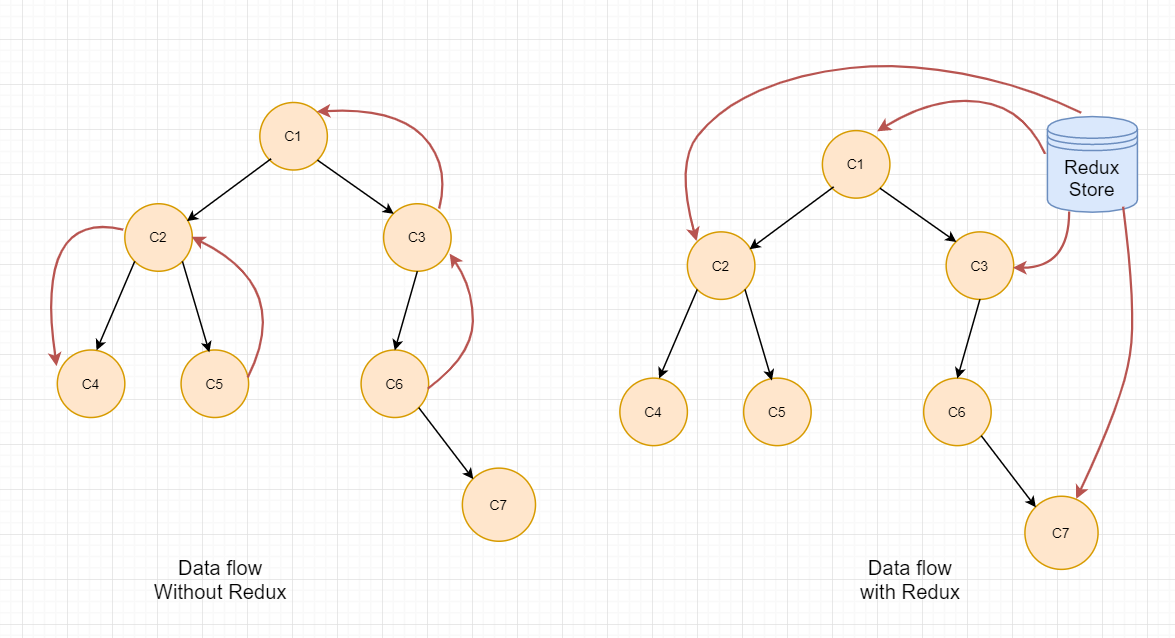 C1
C2
C3
C4
C5
C6
C7
Data flow
Without Redux
Redux
Store
C1
C2
C3
C4
C5
C6
C7
Data flow
with Redux